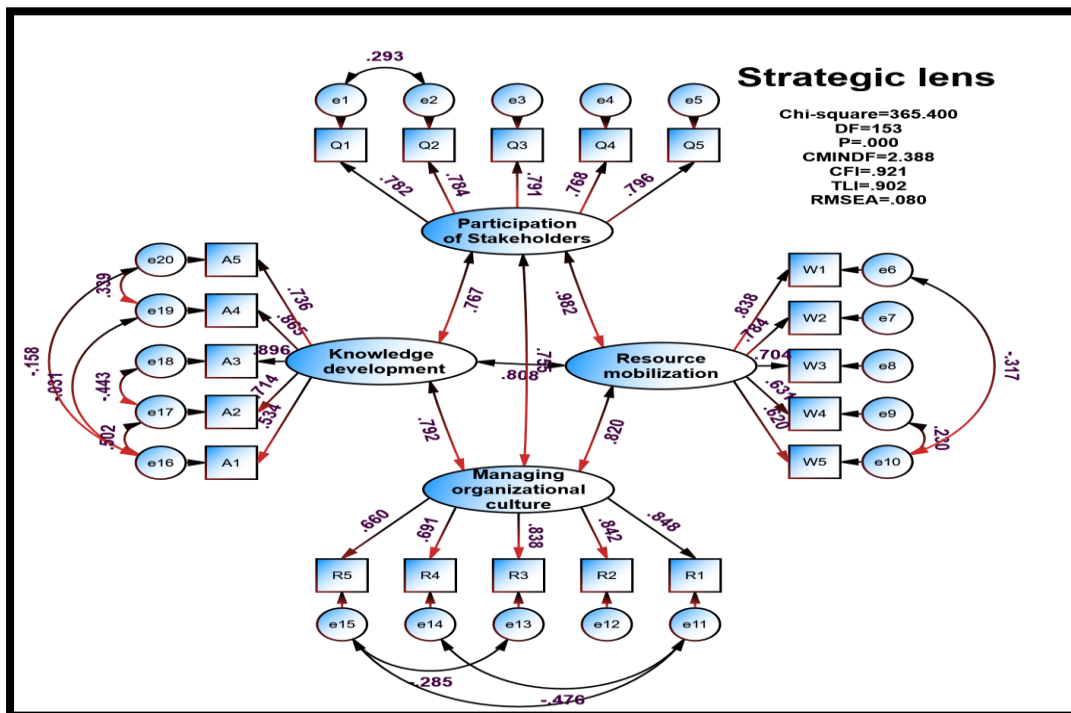 .293
Strategic lens
e1 e2 e3 e4 e5
Chi-square=365.400
DF=153
P=.000
CMINDF=2.388
CFI=.921
TLI=.902
RMSEA=.080
Q1 Q2 Q3 Q4 Q5
.782 .784 .791 .768 .796
Participation
of Stakeholders
e20 A5
.339
.736
e19 A4
.865
e18 A3
.896
e17 A2
.714
e16 A1
.534
-.158
-.031
-.443
.502
.767
.982
.755
.808
Knowledge
development
Resource
mobilization
W1 e6
.838
W2 e7
.784
W3 e8
.704
W4 e9
.631
W5 e10
.620
-.317
.230
.792
.820
Managing
organizational
culture
.660 .691 .838 .842 .848
R5 R4 R3 R2 R1
e15 e14 e13 e12 e11
-.285
-.476